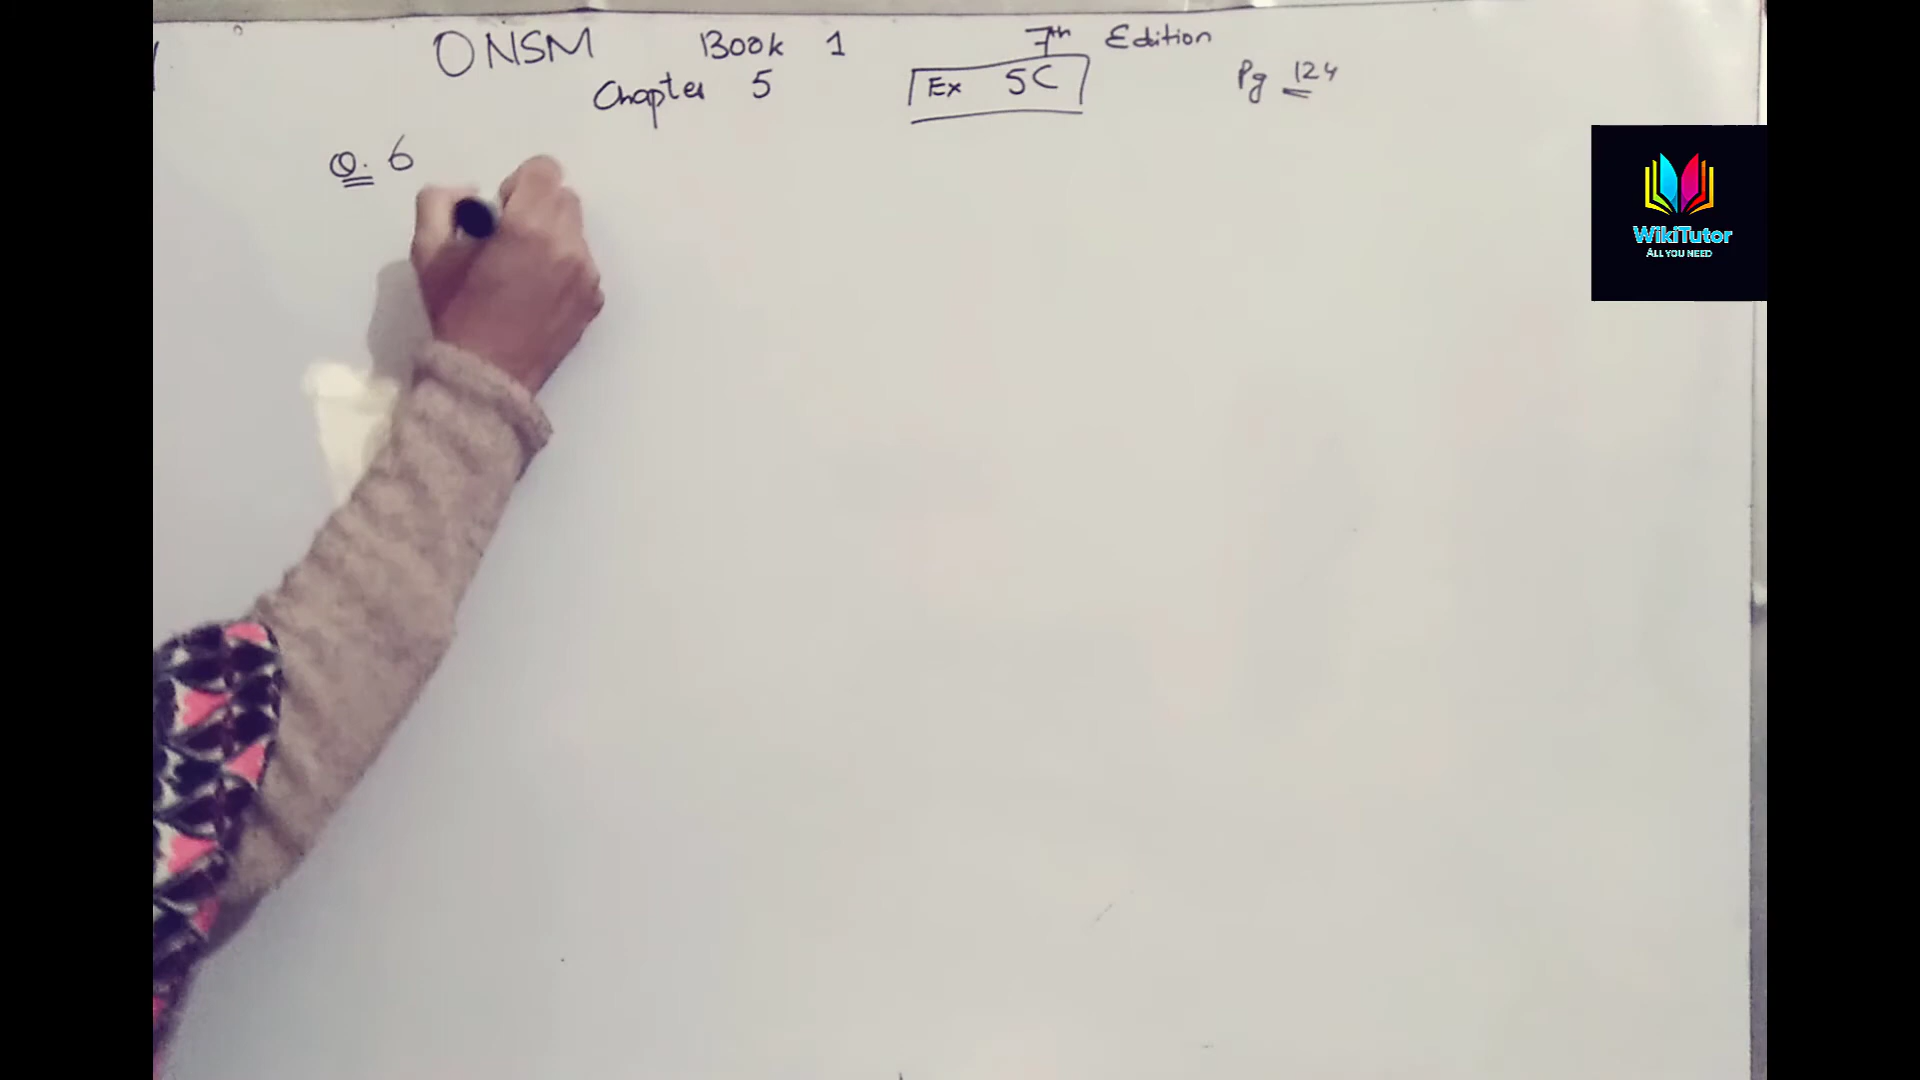 ONSM Book 1 7th Edition
Chapter 5 Ex 5C Pg 124
Q. 6
WikiTutor
ALL YOU NEED